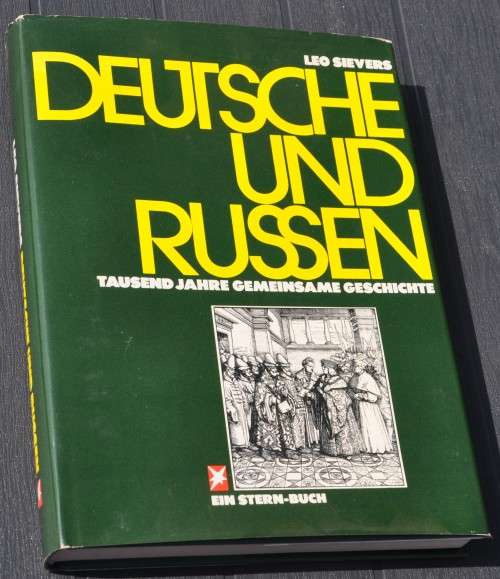 LEO SIEVERS
DEUTSCHE
UND
RUSSEN
TAUSEND JAHRE GEMEINSAME GESCHICHTE
EIN STERN-BUCH